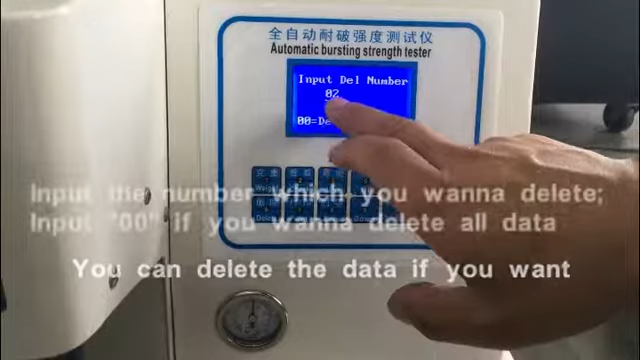 全自动耐破强度测试仪
Automatic bursting strength tester
Input Del Number
02
00=De
Weight
Delete
Input the number which you wanna delete;
Input "00" if you wanna delete all data
You can delete the data if you want